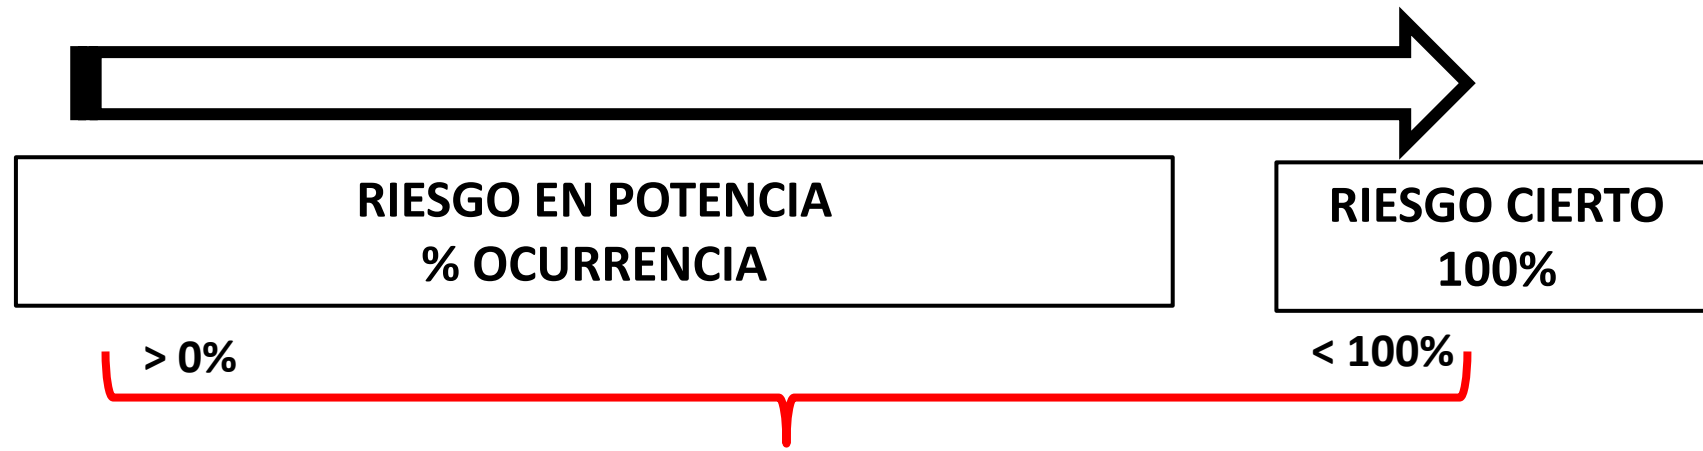 RIESGO EN POTENCIA
% OCURRENCIA
RIESGO CIERTO
100%
> 0%
< 100%